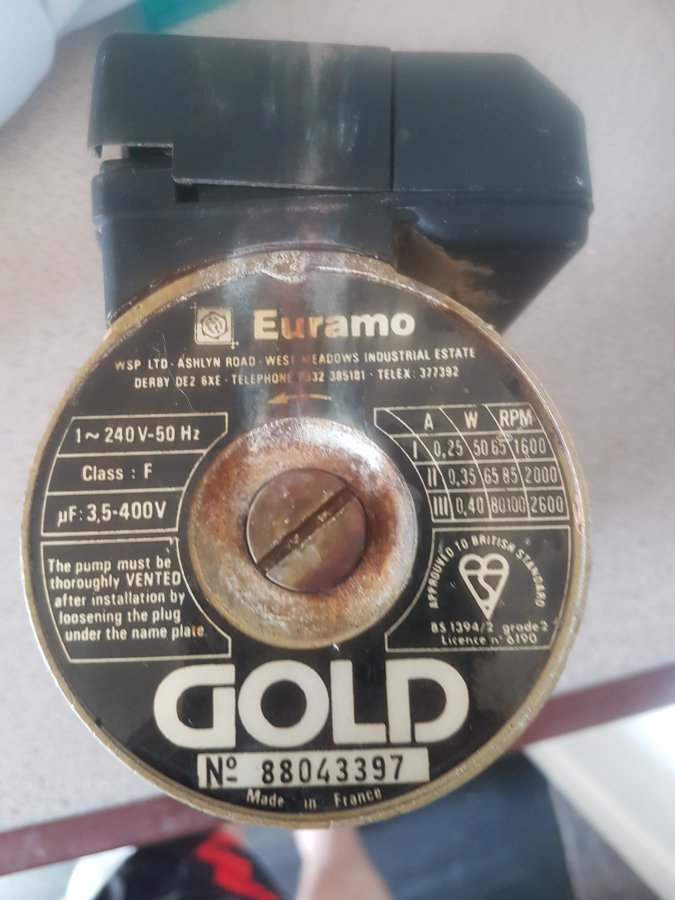 Euramo
WSP LTD · ASHLYN ROAD · WEST MEADOWS INDUSTRIAL ESTATE
DERBY DE2 6XE · TELEPHONE 0332 385181 · TELEX: 377392
1~240V-50 Hz
Class : F
µF: 3,5-400V
The pump must be
thoroughly VENTED
after installation by
loosening the plug
under the name plate.
A W RPM
I 0,25 50 65 1600
II 0,35 65 85 2000
III 0,40 80 100 2600
APPROVED TO BRITISH STANDARD
BS 1394/2 grade 2
Licence n° 6190
GOLD
Nº 88043397
Made in France